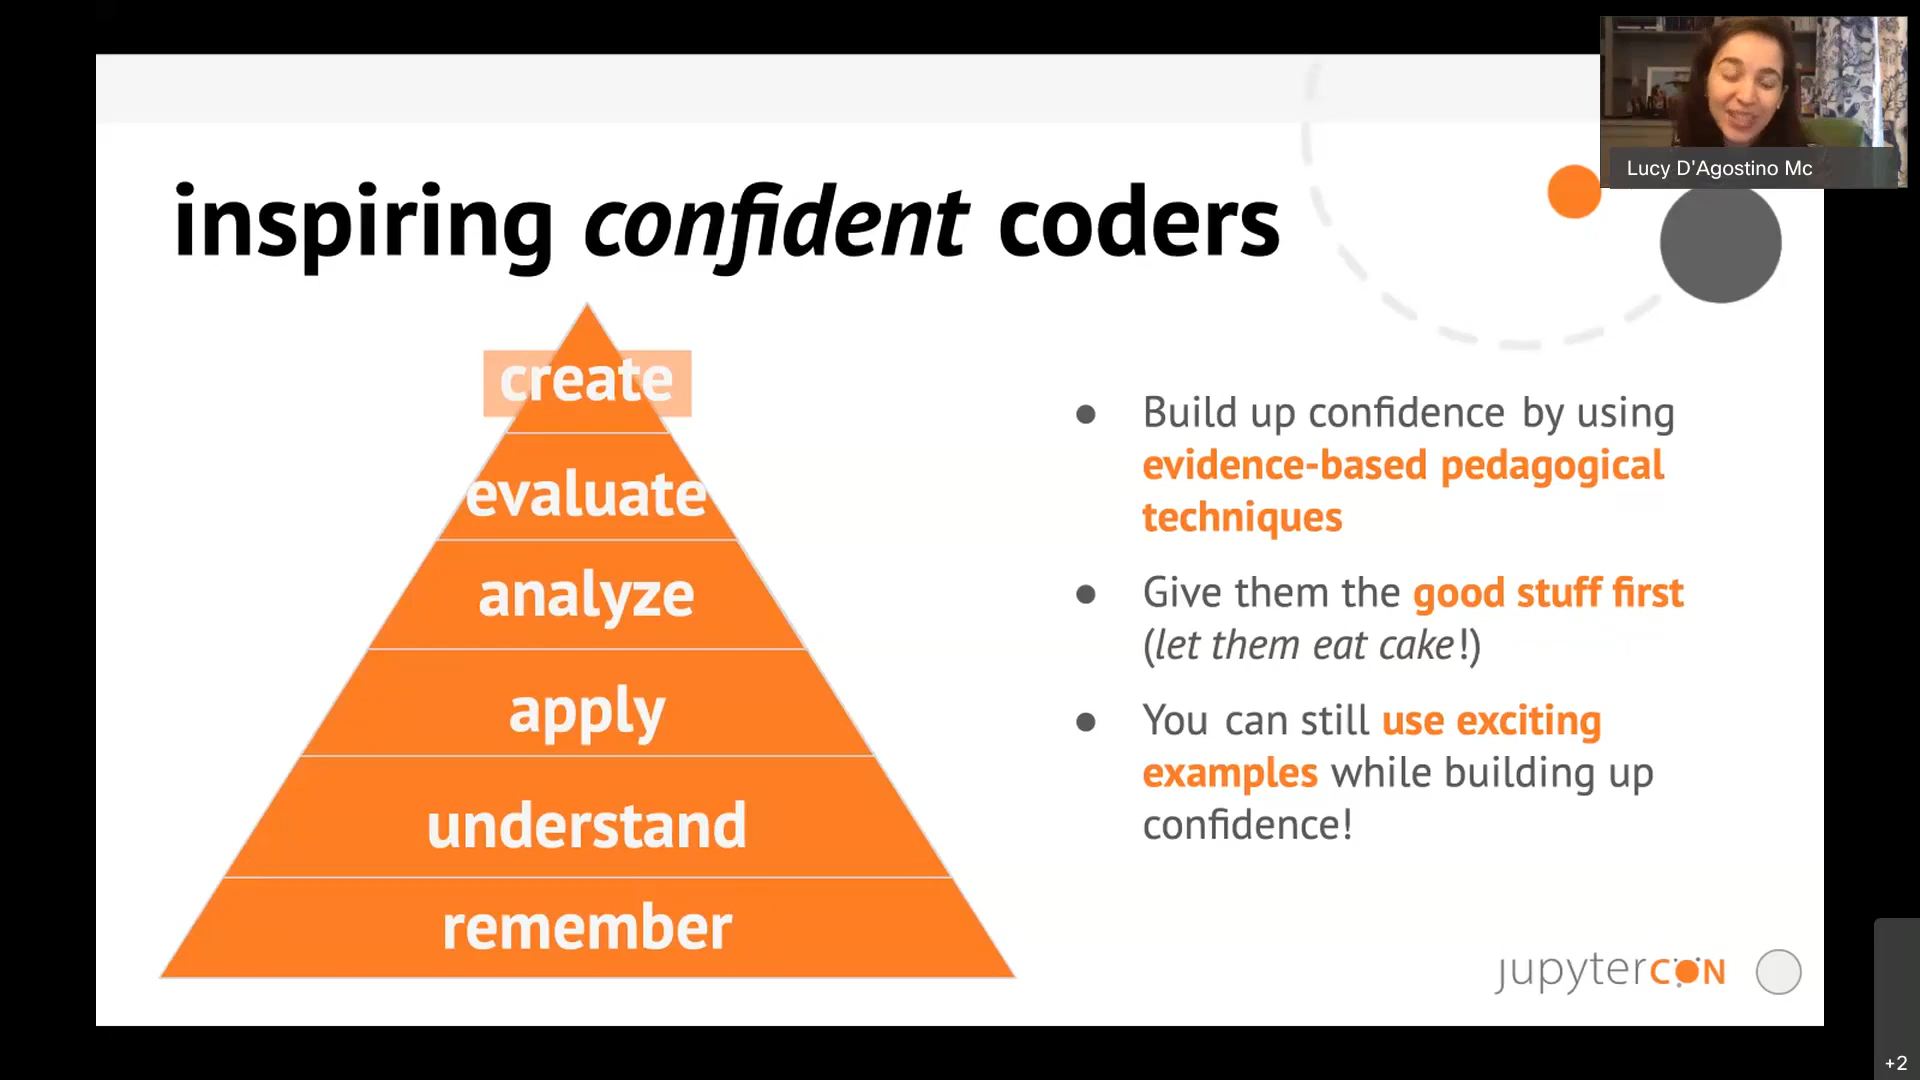 Lucy D'Agostino Mc
inspiring confident coders
create
evaluate
analyze
apply
understand
remember
● Build up confidence by using
evidence-based pedagogical
techniques
● Give them the good stuff first
(let them eat cake!)
● You can still use exciting
examples while building up
confidence!
jupytercon
+2